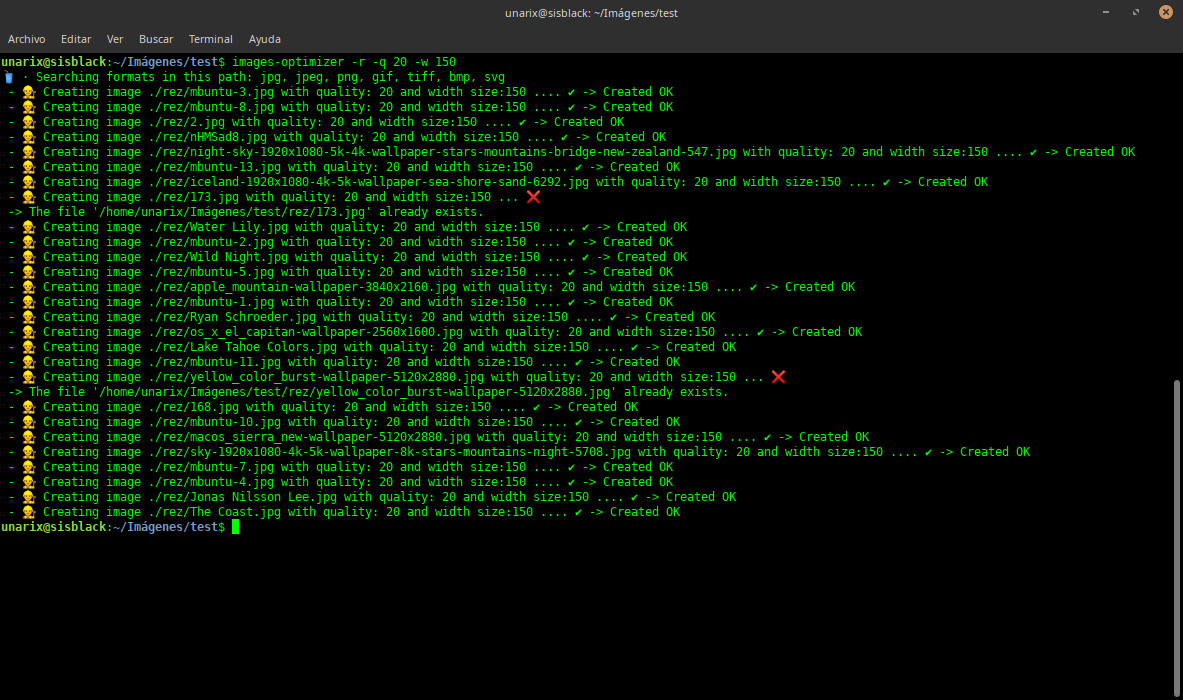 unarix@sisblack: ~/Imágenes/test
Archivo Editar Ver Buscar Terminal Ayuda
unarix@sisblack:~/Imágenes/test$ images-optimizer -r -q 20 -w 150
· Searching formats in this path: jpg, jpeg, png, gif, tiff, bmp, svg
- 👷 Creating image ./rez/mbuntu-3.jpg with quality: 20 and width size:150 .... ✔ -> Created OK
- 👷 Creating image ./rez/mbuntu-8.jpg with quality: 20 and width size:150 .... ✔ -> Created OK
- 👷 Creating image ./rez/2.jpg with quality: 20 and width size:150 .... ✔ -> Created OK
- 👷 Creating image ./rez/nHMSad8.jpg with quality: 20 and width size:150 .... ✔ -> Created OK
- 👷 Creating image ./rez/night-sky-1920x1080-5k-4k-wallpaper-stars-mountains-bridge-new-zealand-547.jpg with quality: 20 and width size:150 .... ✔ -> Created OK
- 👷 Creating image ./rez/mbuntu-13.jpg with quality: 20 and width size:150 .... ✔ -> Created OK
- 👷 Creating image ./rez/iceland-1920x1080-4k-5k-wallpaper-sea-shore-sand-6292.jpg with quality: 20 and width size:150 .... ✔ -> Created OK
- 👷 Creating image ./rez/173.jpg with quality: 20 and width size:150 ... ❌
-> The file '/home/unarix/Imágenes/test/rez/173.jpg' already exists.
- 👷 Creating image ./rez/Water Lily.jpg with quality: 20 and width size:150 .... ✔ -> Created OK
- 👷 Creating image ./rez/mbuntu-2.jpg with quality: 20 and width size:150 .... ✔ -> Created OK
- 👷 Creating image ./rez/Wild Night.jpg with quality: 20 and width size:150 .... ✔ -> Created OK
- 👷 Creating image ./rez/mbuntu-5.jpg with quality: 20 and width size:150 .... ✔ -> Created OK
- 👷 Creating image ./rez/apple_mountain-wallpaper-3840x2160.jpg with quality: 20 and width size:150 .... ✔ -> Created OK
- 👷 Creating image ./rez/mbuntu-1.jpg with quality: 20 and width size:150 .... ✔ -> Created OK
- 👷 Creating image ./rez/Ryan Schroeder.jpg with quality: 20 and width size:150 .... ✔ -> Created OK
- 👷 Creating image ./rez/os_x_el_capitan-wallpaper-2560x1600.jpg with quality: 20 and width size:150 .... ✔ -> Created OK
- 👷 Creating image ./rez/Lake Tahoe Colors.jpg with quality: 20 and width size:150 .... ✔ -> Created OK
- 👷 Creating image ./rez/mbuntu-11.jpg with quality: 20 and width size:150 .... ✔ -> Created OK
- 👷 Creating image ./rez/yellow_color_burst-wallpaper-5120x2880.jpg with quality: 20 and width size:150 ... ❌
-> The file '/home/unarix/Imágenes/test/rez/yellow_color_burst-wallpaper-5120x2880.jpg' already exists.
- 👷 Creating image ./rez/168.jpg with quality: 20 and width size:150 .... ✔ -> Created OK
- 👷 Creating image ./rez/mbuntu-10.jpg with quality: 20 and width size:150 .... ✔ -> Created OK
- 👷 Creating image ./rez/macos_sierra_new-wallpaper-5120x2880.jpg with quality: 20 and width size:150 .... ✔ -> Created OK
- 👷 Creating image ./rez/sky-1920x1080-4k-5k-wallpaper-8k-stars-mountains-night-5708.jpg with quality: 20 and width size:150 .... ✔ -> Created OK
- 👷 Creating image ./rez/mbuntu-7.jpg with quality: 20 and width size:150 .... ✔ -> Created OK
- 👷 Creating image ./rez/mbuntu-4.jpg with quality: 20 and width size:150 .... ✔ -> Created OK
- 👷 Creating image ./rez/Jonas Nilsson Lee.jpg with quality: 20 and width size:150 .... ✔ -> Created OK
- 👷 Creating image ./rez/The Coast.jpg with quality: 20 and width size:150 .... ✔ -> Created OK
unarix@sisblack:~/Imágenes/test$